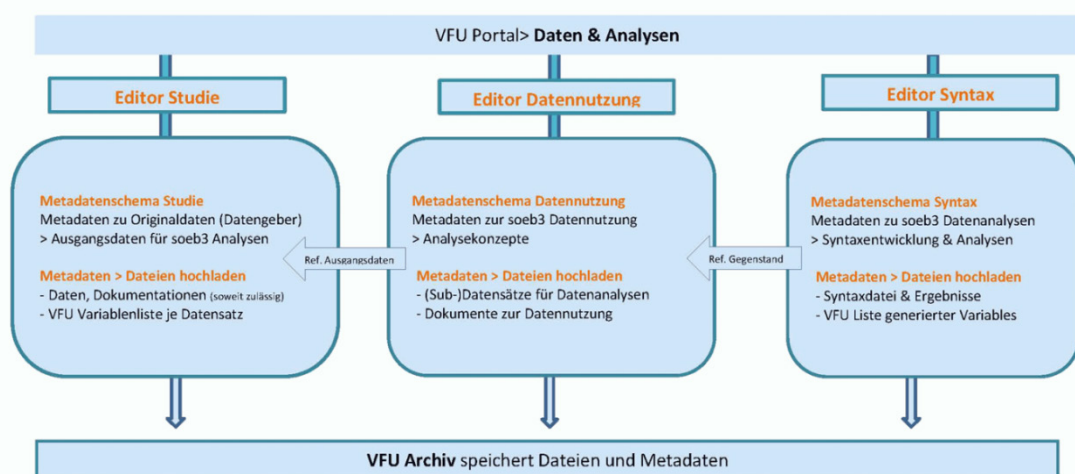 VFU Portal> Daten & Analysen
Editor Studie
Editor Datennutzung
Editor Syntax
Metadatenschema Studie
Metadaten zu Originaldaten (Datengeber)
> Ausgangsdaten für soeb3 Analysen
Metadaten > Dateien hochladen
- Daten, Dokumentationen (soweit zulässig)
- VFU Variablenliste je Datensatz
Ref. Ausgangsdaten
Metadatenschema Datennutzung
Metadaten zur soeb3 Datennutzung
> Analysekonzepte
Metadaten > Dateien hochladen
- (Sub-)Datensätze für Datenanalysen
- Dokumente zur Datennutzung
Ref. Gegenstand
Metadatenschema Syntax
Metadaten zu soeb3 Datenanalysen
> Syntaxentwicklung & Analysen
Metadaten > Dateien hochladen
- Syntaxdatei & Ergebnisse
- VFU Liste generierter Variables
VFU Archiv speichert Dateien und Metadaten